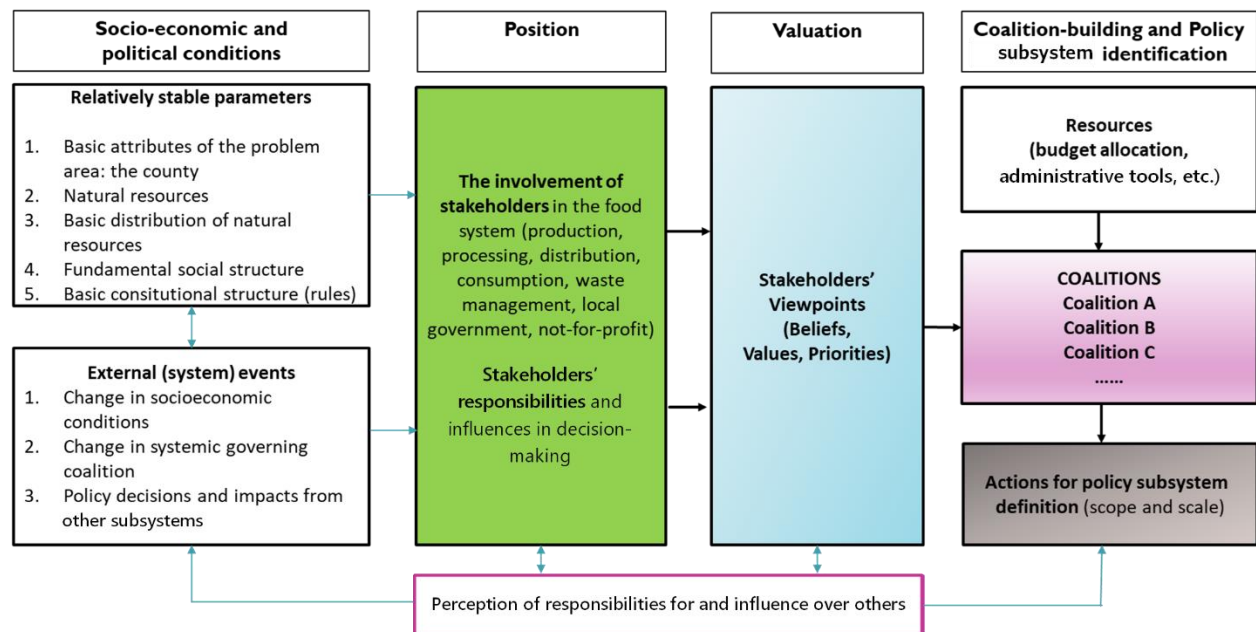 Socio-economic and
political conditions
Position
Valuation
Coalition-building and Policy
subsystem identification
Relatively stable parameters
1. Basic attributes of the problem
area: the county
2. Natural resources
3. Basic distribution of natural
resources
4. Fundamental social structure
5. Basic consitutional structure (rules)
External (system) events
1. Change in socioeconomic
conditions
2. Change in systemic governing
coalition
3. Policy decisions and impacts from
other subsystems
The involvement of
stakeholders in the food
system (production,
processing, distribution,
consumption, waste
management, local
government, not-for-profit)
Stakeholders'
responsibilities and
influences in decision-
making
Stakeholders'
Viewpoints
(Beliefs,
Values, Priorities)
Resources
(budget allocation,
administrative tools, etc.)
COALITIONS
Coalition A
Coalition B
Coalition C
......
Actions for policy subsystem
definition (scope and scale)
Perception of responsibilities for and influence over others